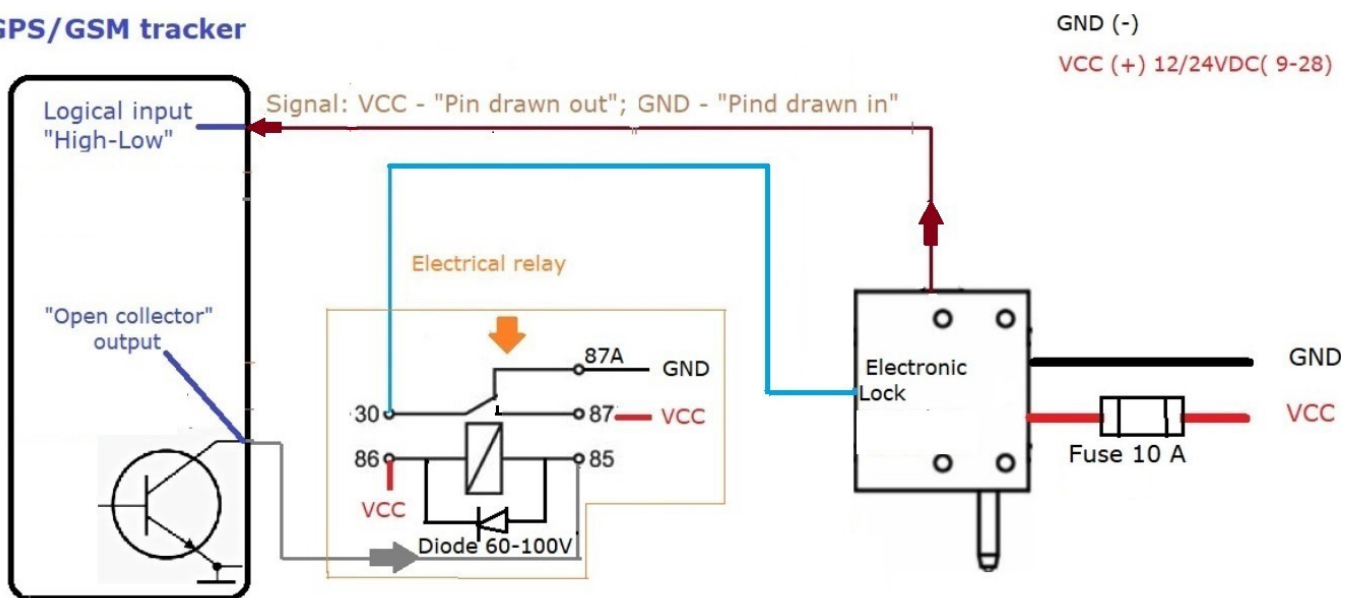 GPS/GSM tracker
GND (-)
VCC (+) 12/24VDC( 9-28)
Logical input
"High-Low"
Signal: VCC - "Pin drawn out"; GND - "Pind drawn in"
Electrical relay
"Open collector"
output
87A
GND
30
87
VCC
86
85
VCC
Diode 60-100V
Electronic
Lock
GND
VCC
Fuse 10 A